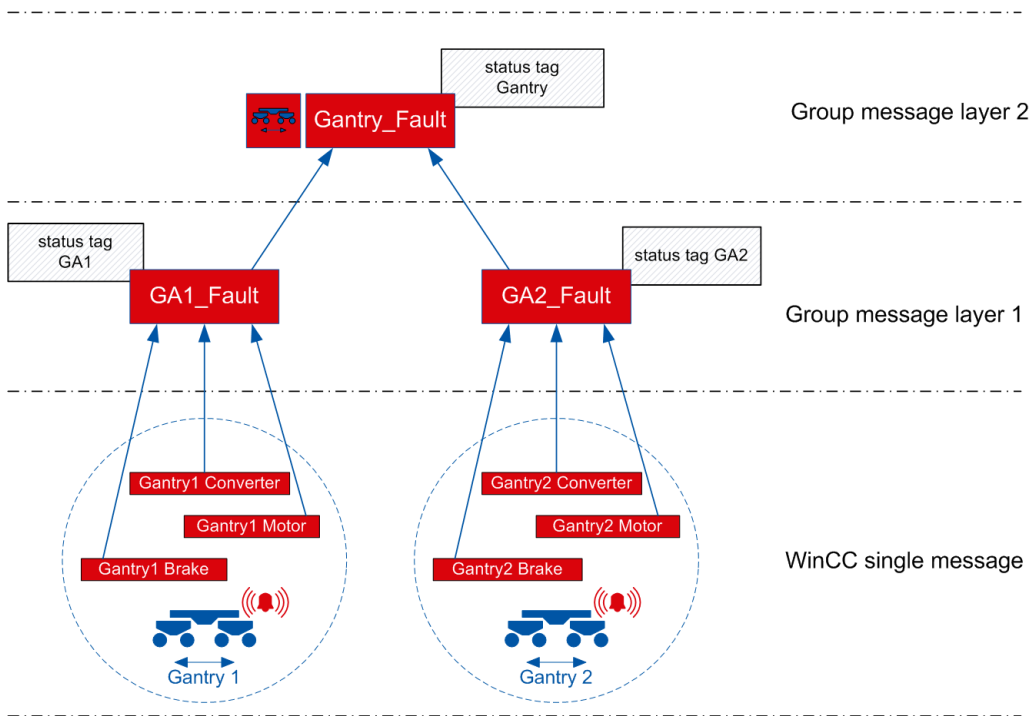 status tag
Gantry
Gantry_Fault
Group message layer 2
status tag
GA1
GA1_Fault
status tag GA2
GA2_Fault
Group message layer 1
Gantry1 Converter
Gantry1 Motor
Gantry1 Brake
Gantry 1
Gantry2 Converter
Gantry2 Motor
Gantry2 Brake
Gantry 2
WinCC single message